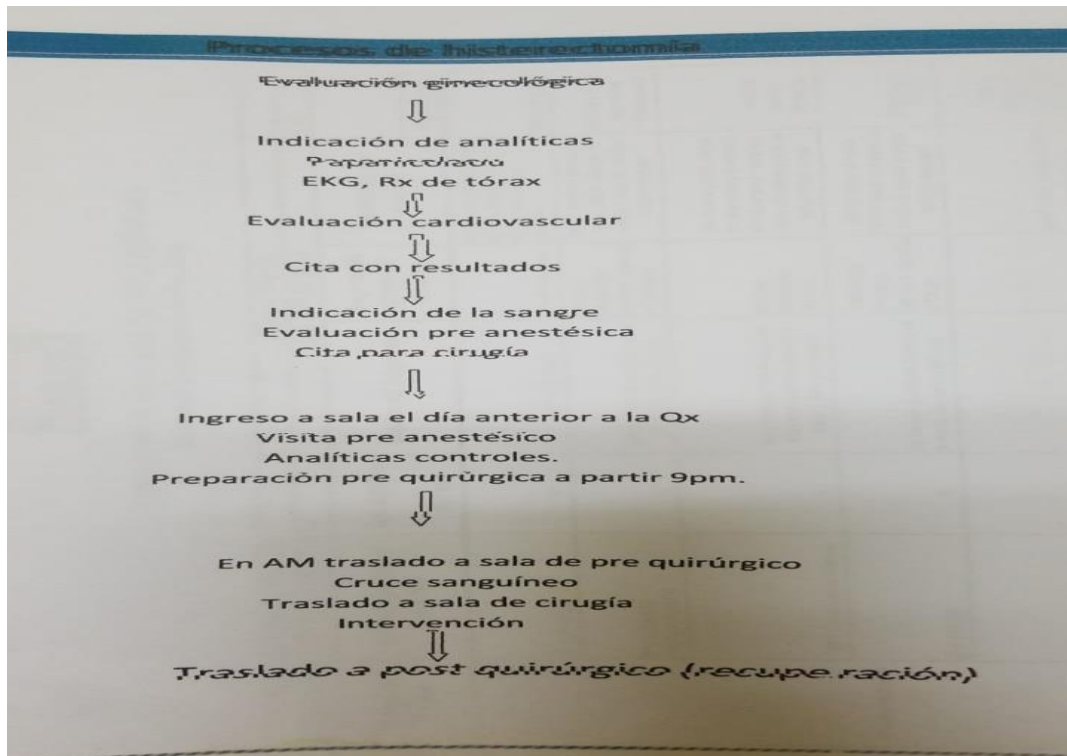 Procesos de histerectomía
Evaluación ginecológica
Indicación de analíticas
Papanicolaou
EKG, Rx de tórax
Evaluación cardiovascular
Cita con resultados
Indicación de la sangre
Evaluación pre anestésica
Cita para cirugía
Ingreso a sala el día anterior a la Qx
Visita pre anestésico
Analíticas controles.
Preparación pre quirúrgica a partir 9pm.
En AM traslado a sala de pre quirúrgico
Cruce sanguíneo
Traslado a sala de cirugía
Intervención
Traslado a post quirúrgico (recupe ración)